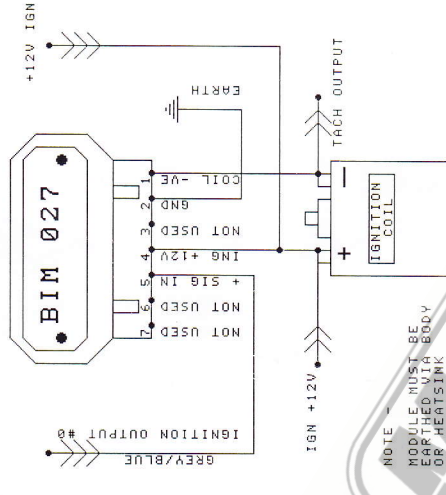 +12V IGN
BIM 027
7 6 5 4 3 2 1
NOT USED
NOT USED
+ SIG IN
ING +12V
NOT USED
GND
COIL -VE
EARTH
GREY/BLUE
IGNITION OUTPUT #0
TACH OUTPUT
IGN +12V
+ -
IGNITION
COIL
NOTE -
MODULE MUST BE
EARTHED VIA BODY
OR HEATSINK